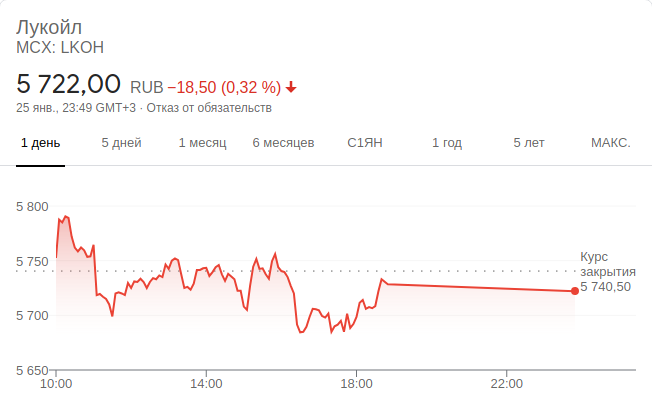 Лукойл
MCX: LKOH
5 722,00 RUB −18,50 (0,32 %)
25 янв., 23:49 GMT+3 · Отказ от обязательств
1 день 5 дней 1 месяц 6 месяцев С1ЯН 1 год 5 лет МАКС.
5 800
5 750
5 700
5 650
Курс
закрытия
5 740,50
10:00 14:00 18:00 22:00